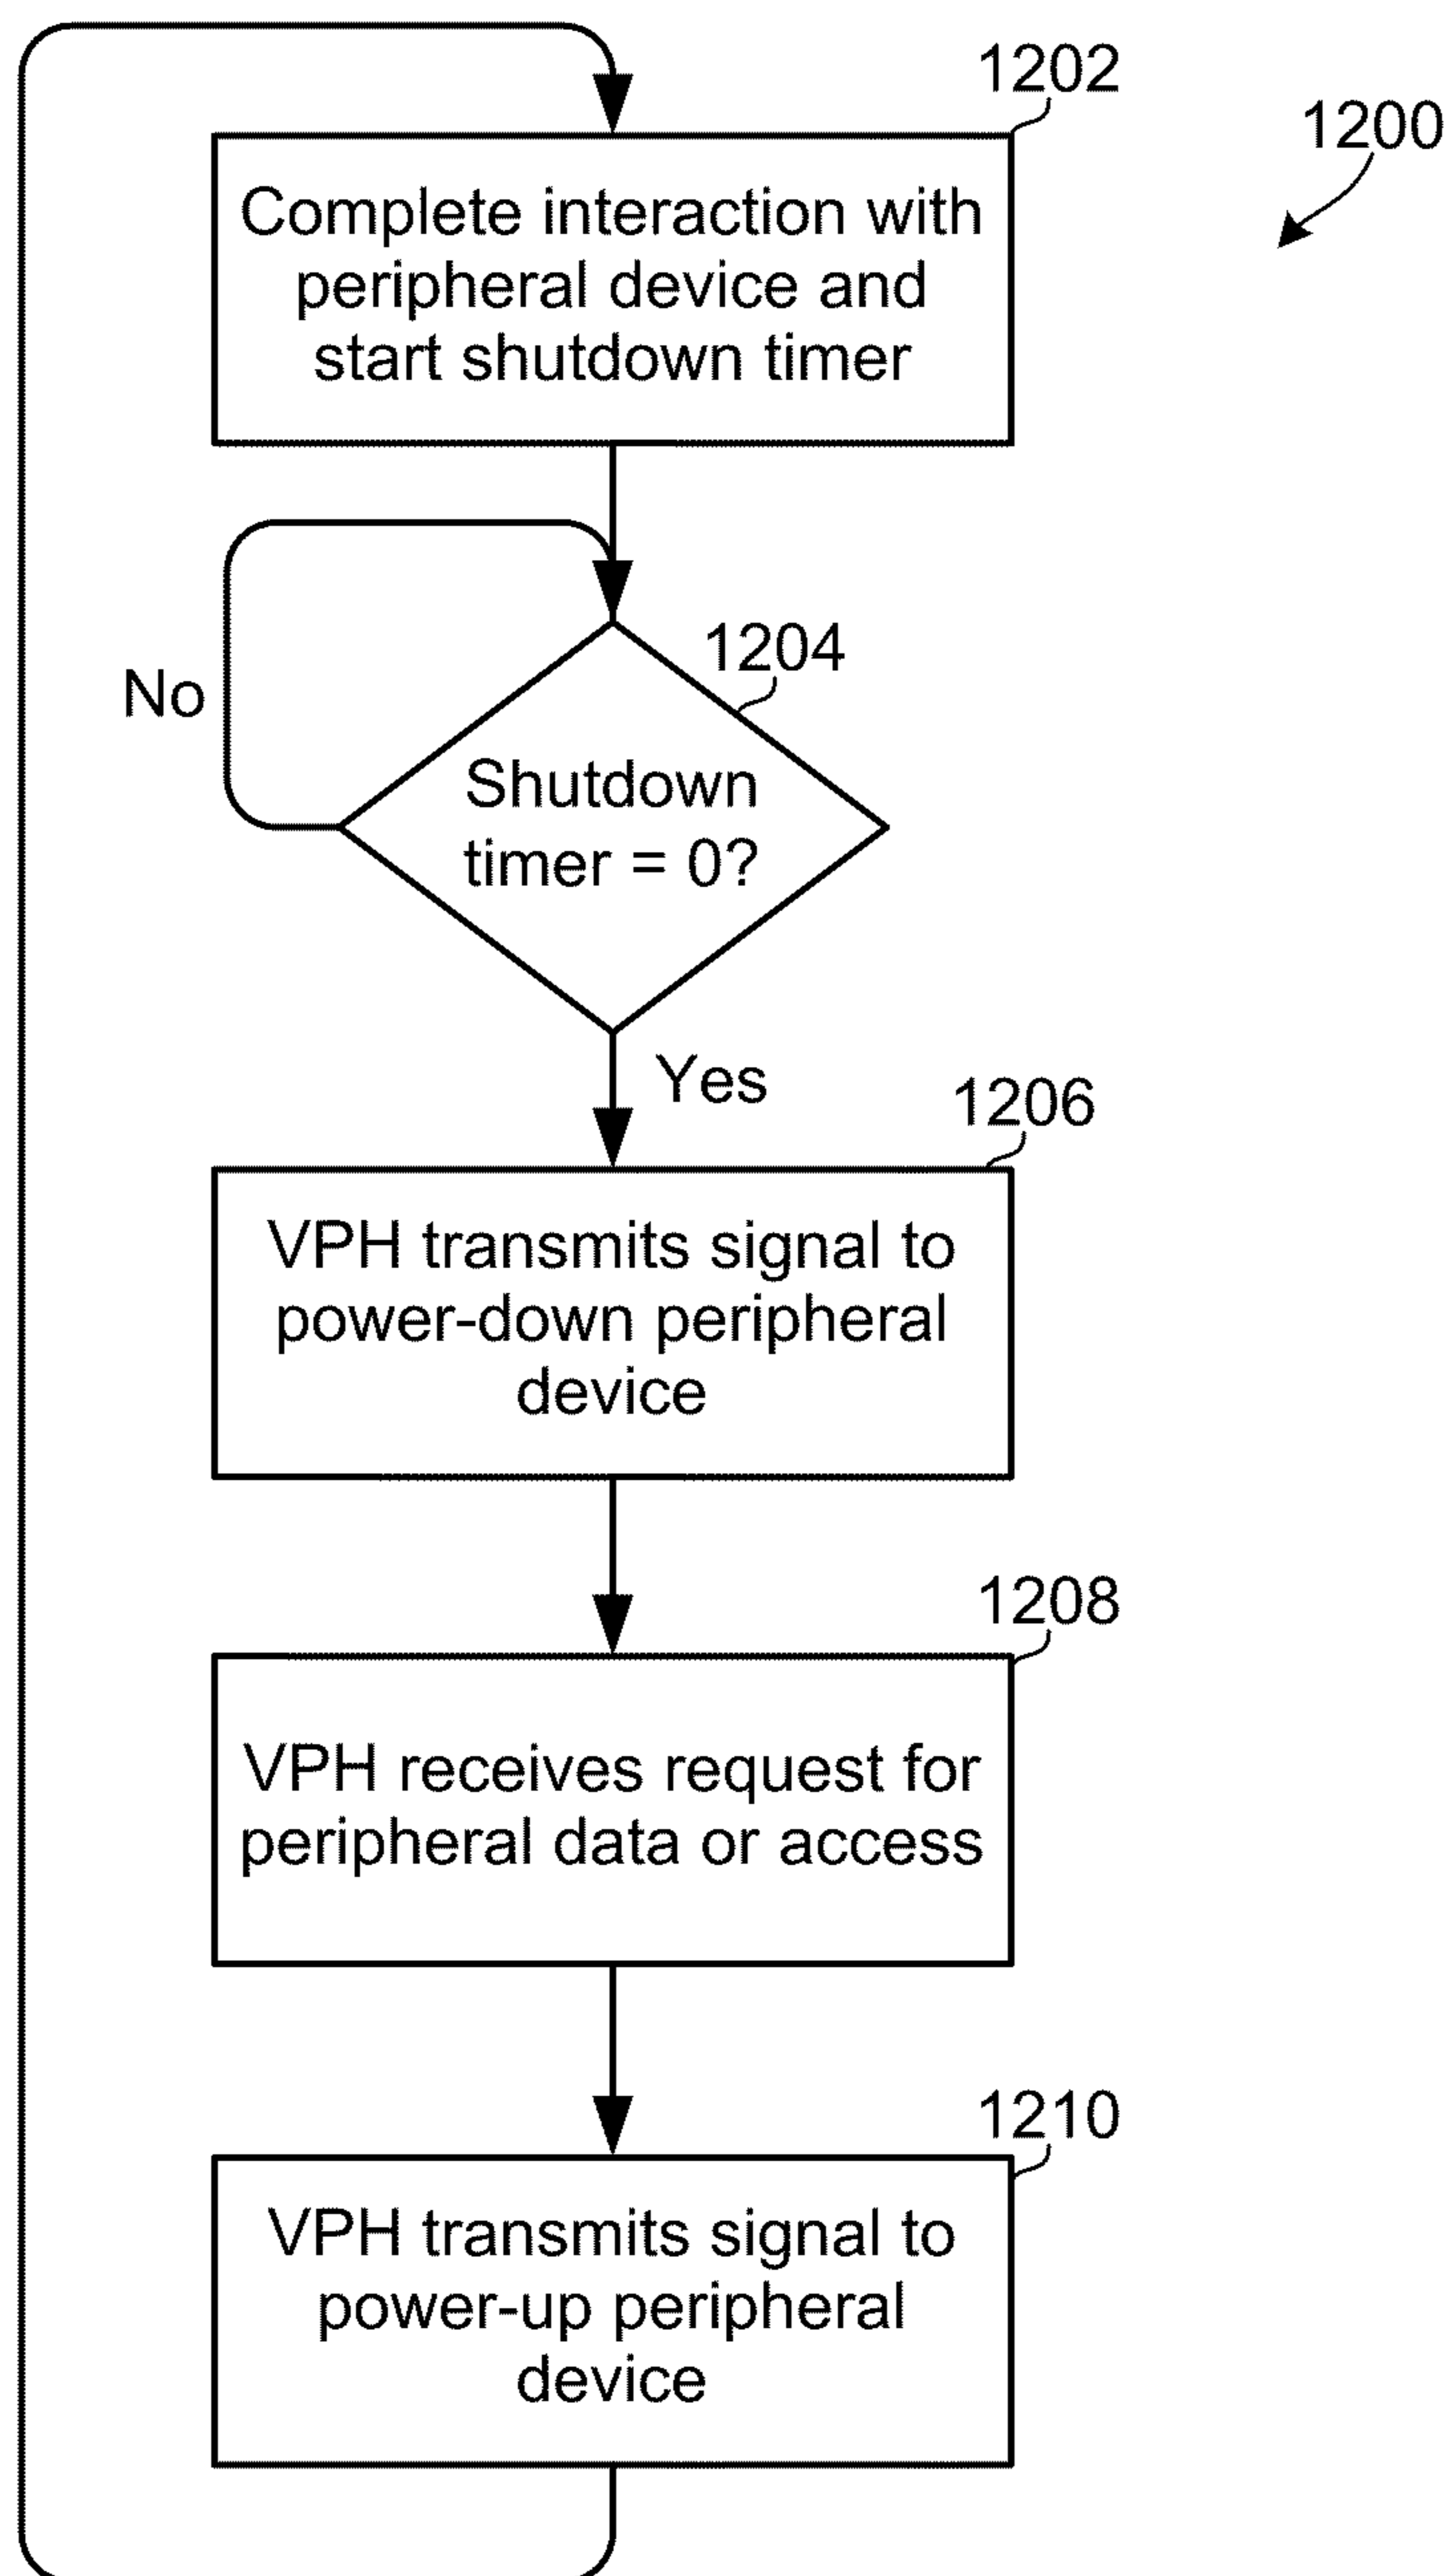 1202
1200
Complete interaction with
peripheral device and
start shutdown timer
1204
No
Shutdown
timer = 0?
Yes
1206
VPH transmits signal to
power-down peripheral
device
1208
VPH receives request for
peripheral data or access
1210
VPH transmits signal to
power-up peripheral
device